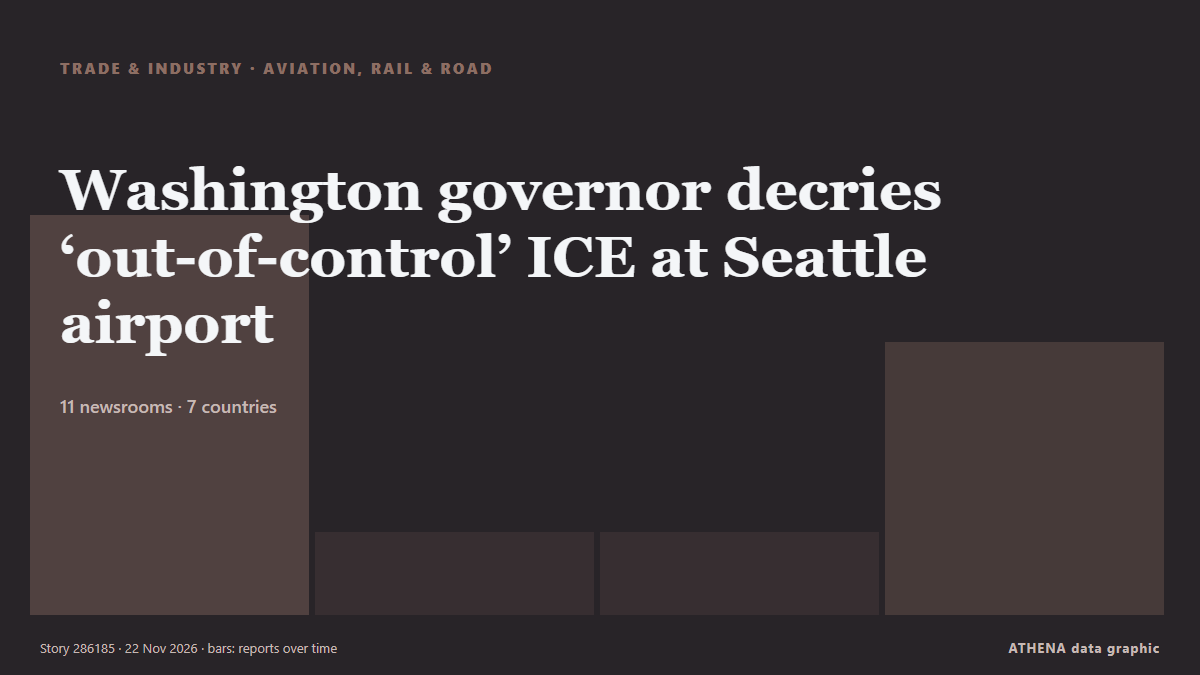 TRADE & INDUSTRY · AVIATION, RAIL & ROAD
Washington governor decries
‘out-of-control’ ICE at Seattle
airport
11 newsrooms · 7 countries
Story 286185 · 22 Nov 2026 · bars: reports over time
ATHENA data graphic